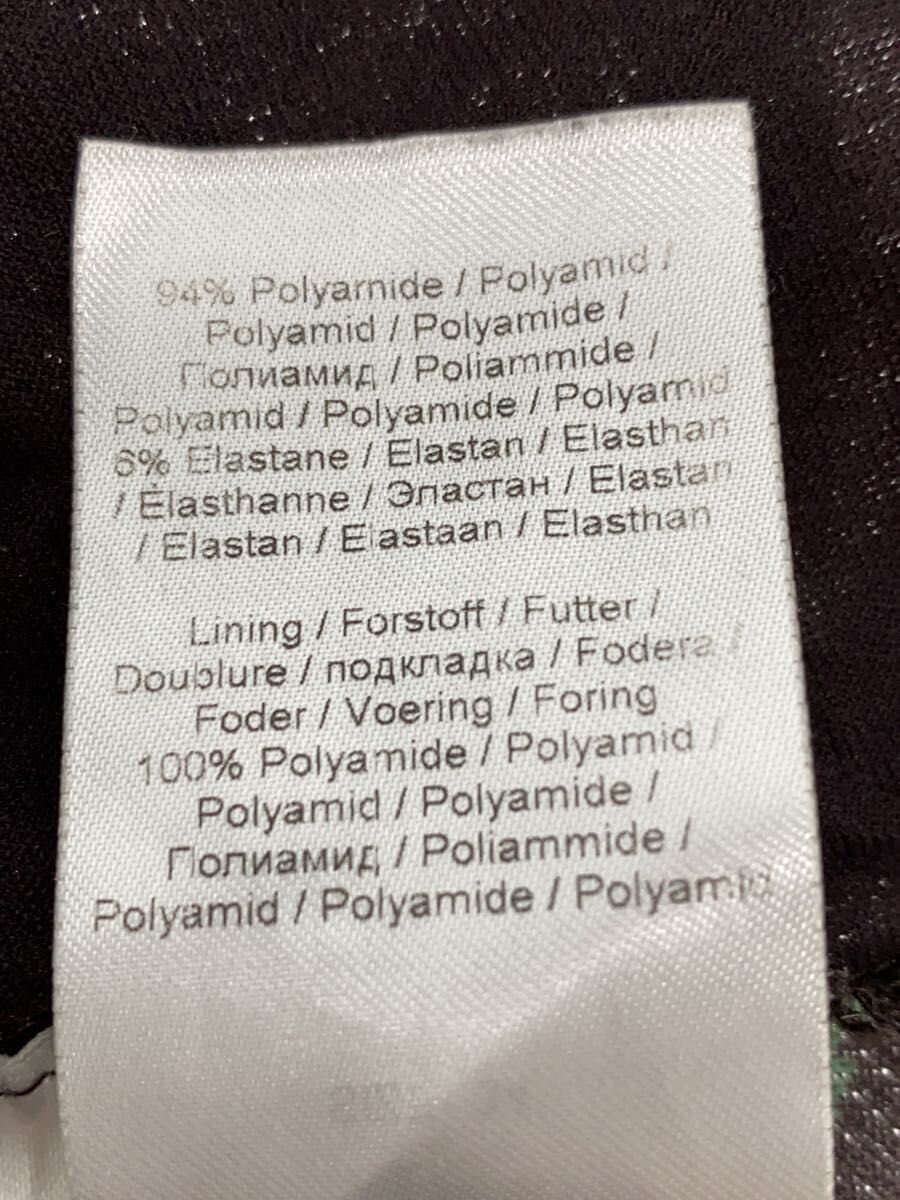 94% Polyamide / Polyamid /
Polyamid / Polyamide /
Полиамид / Poliammide /
Polyamid / Polyamide / Polyamid
6% Elastane / Elastan / Elasthan
/ Élasthanne / Эластан / Elastan
/ Elastan / Elastaan / Elasthan
Lining / Forstoff / Futter /
Doublure / подкладка / Fodera /
Foder / Voering / Foring
100% Polyamide / Polyamid /
Polyamid / Polyamide /
Полиамид / Poliammide /
Polyamid / Polyamide / Polyamid